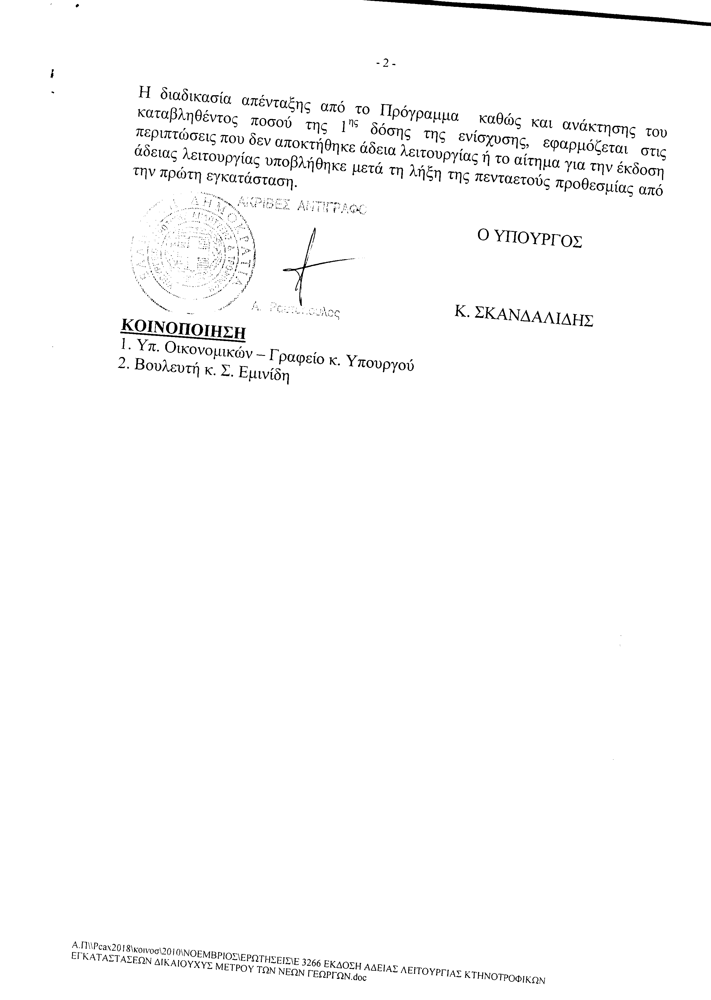 - 2 -
Η διαδικασία απένταξης από το Πρόγραμμα καθώς και ανάκτησης του
καταβληθέντος ποσού της 1ης δόσης της ενίσχυσης, εφαρμόζεται στις
περιπτώσεις που δεν αποκτήθηκε άδεια λειτουργίας ή το αίτημα για την έκδοση
άδειας λειτουργίας υποβλήθηκε μετά τη λήξη της πενταετούς προθεσμίας από
την πρώτη εγκατάσταση.
ΑΚΡΙΒΕΣ ΑΝΤΙΓΡΑΦΟ
ΔΗΜΟΚΡΑΤΙΑ
Ο ΥΠΟΥΡΓΟΣ
Α.
Κ. ΣΚΑΝΔΑΛΙΔΗΣ
ΚΟΙΝΟΠΟΙΗΣΗ
1. Υπ. Οικονομικών – Γραφείο κ. Υπουργού
2. Βουλευτή κ. Σ. Εμινίδη
Α.Π\\Pcax2018\κοινοσ\2010\ΝΟΕΜΒΡΙΟΣ\ΕΡΩΤΗΣΕΙΣ\Ε 3266 ΕΚΔΟΣΗ ΑΔΕΙΑΣ ΛΕΙΤΟΥΡΓΙΑΣ ΚΤΗΝΟΤΡΟΦΙΚΩΝ
ΕΓΚΑΤΑΣΤΑΣΕΩΝ ΔΙΚΑΙΟΥΧΥΣ ΜΕΤΡΟΥ ΤΩΝ ΝΕΩΝ ΓΕΩΡΓΩΝ.doc